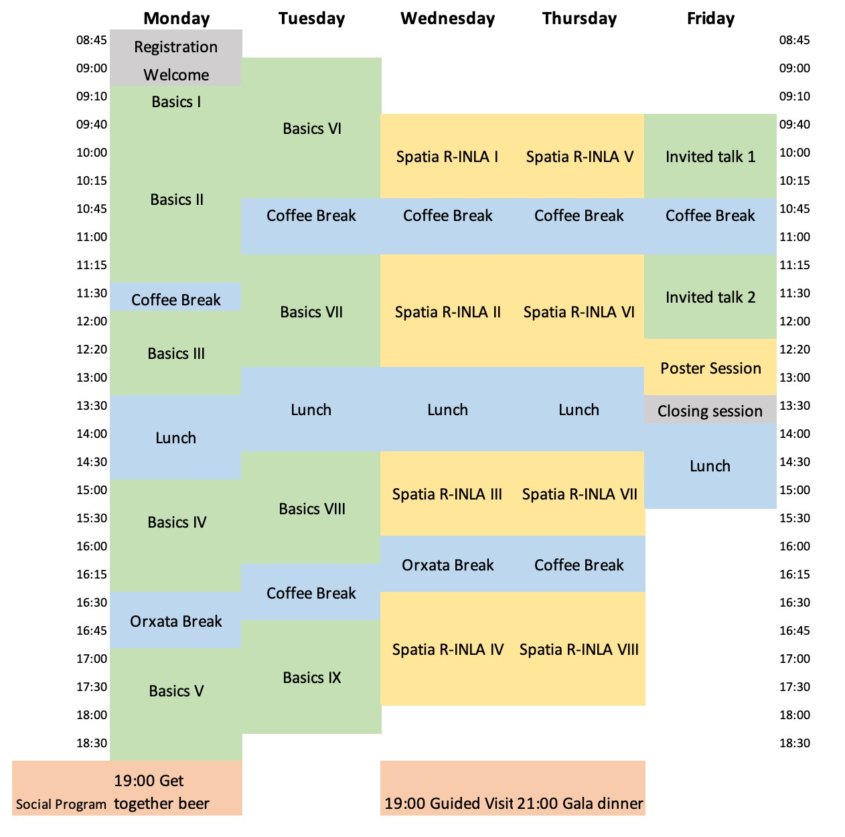 Monday Tuesday Wednesday Thursday Friday
08:45 Registration 08:45
09:00 Welcome 09:00
09:10 Basics I 09:10
09:40 Basics VI 09:40
10:00 Spatia R-INLA I Spatia R-INLA V Invited talk 1 10:00
10:15 Basics II 10:15
10:45 Coffee Break Coffee Break Coffee Break Coffee Break 10:45
11:00 11:00
11:15 11:15
11:30 Coffee Break Invited talk 2 11:30
12:00 Basics VII Spatia R-INLA II Spatia R-INLA VI 12:00
12:20 Basics III 12:20
13:00 Poster Session 13:00
13:30 Lunch Lunch Lunch Closing session 13:30
14:00 Lunch 14:00
14:30 Lunch 14:30
15:00 Spatia R-INLA III Spatia R-INLA VII 15:00
15:30 Basics IV Basics VIII 15:30
16:00 Orxata Break Coffee Break 16:00
16:15 Coffee Break 16:15
16:30 16:30
16:45 Orxata Break Spatia R-INLA IV Spatia R-INLA VIII 16:45
17:00 Basics IX 17:00
17:30 Basics V 17:30
18:00 18:00
18:30 18:30
19:00 Get
Social Program together beer 19:00 Guided Visit 21:00 Gala dinner